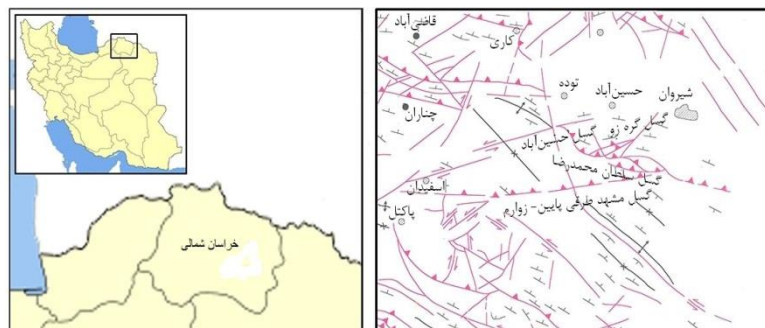 خراسان شمالی
قاضی‌آباد
کاری
توده
حسین‌آباد
شیروان
چناران
گسل گره زو
گسل حسین‌آباد
گسل سلطان محمدرضا
اسفیدان
گسل مشهد طرقی پایین- زوارم
پاکتل